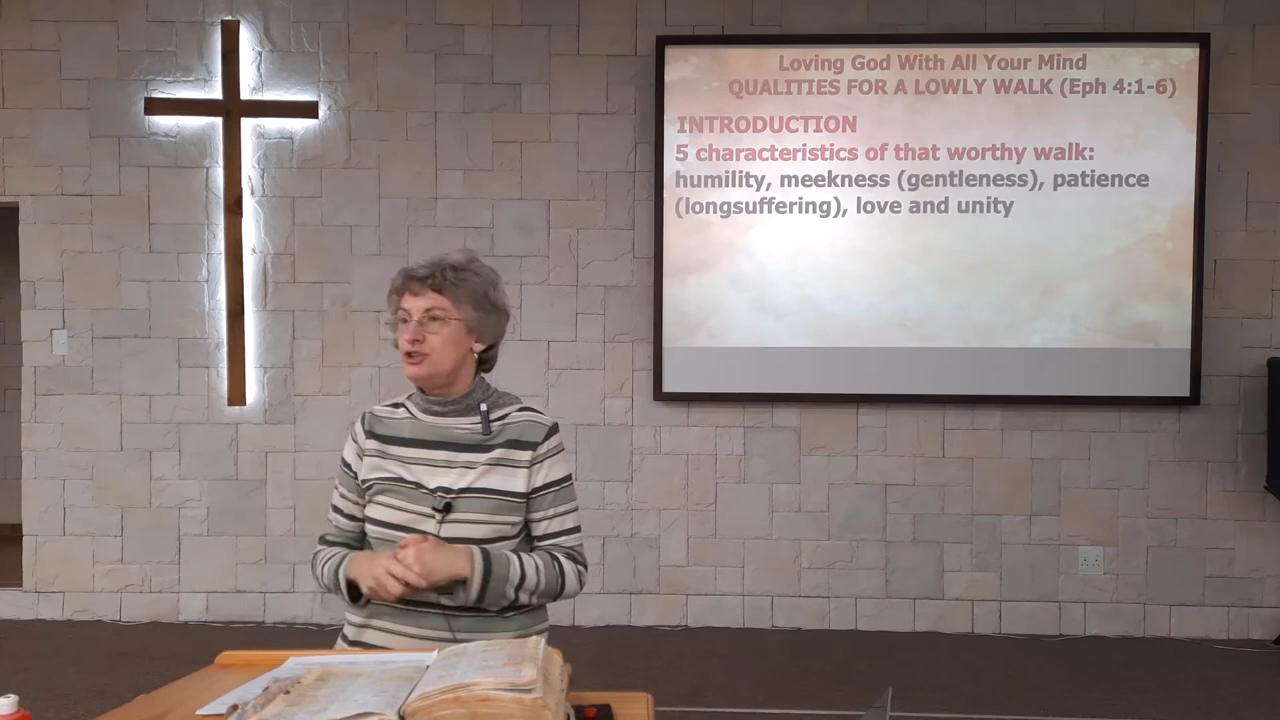 Loving God With All Your Mind
QUALITIES FOR A LOWLY WALK (Eph 4:1-6)
INTRODUCTION
5 characteristics of that worthy walk:
humility, meekness (gentleness), patience
(longsuffering), love and unity